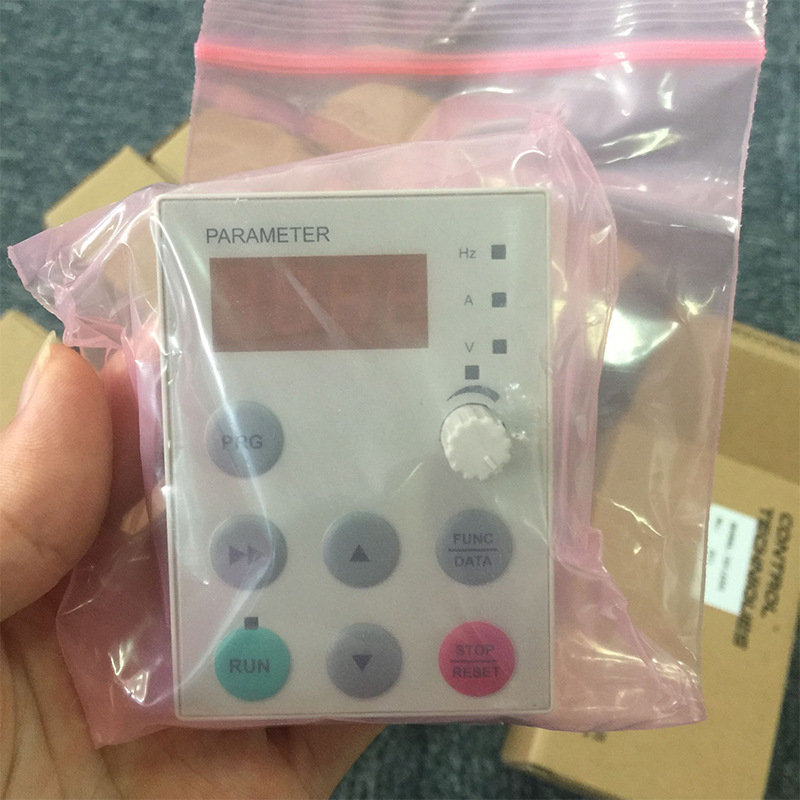 PARAMETER
Hz
A
V
PRG
FUNC
DATA
RUN
STOP
RESET
CONTROL
TECHNIQUES